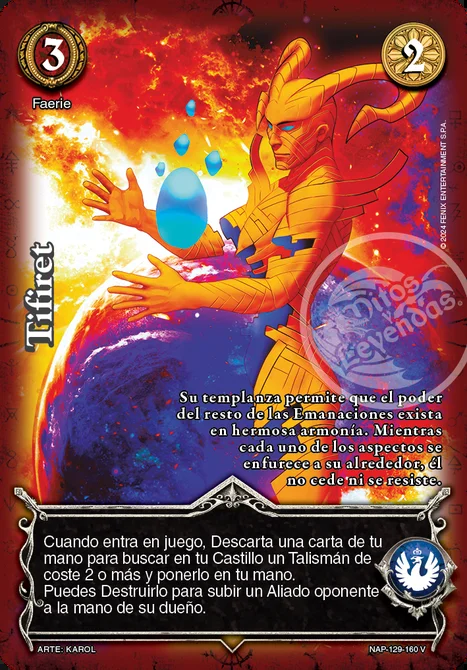 3
2
Faerie
© 2024 FENIX ENTERTAINMENT S.P.A.
Tifiret
Mitos
y
Leyendas
Su templanza permite que el poder
del resto de las Emanaciones exista
en hermosa armonía. Mientras
cada uno de los aspectos se
enfurece a su alrededor, él
no cede ni se resiste.
Cuando entra en juego, Descarta una carta de tu
mano para buscar en tu Castillo un Talismán de
coste 2 o más y ponerlo en tu mano.
Puedes Destruirlo para subir un Aliado oponente
a la mano de su dueño.
ARTE: KAROL
NAP-129-160 V